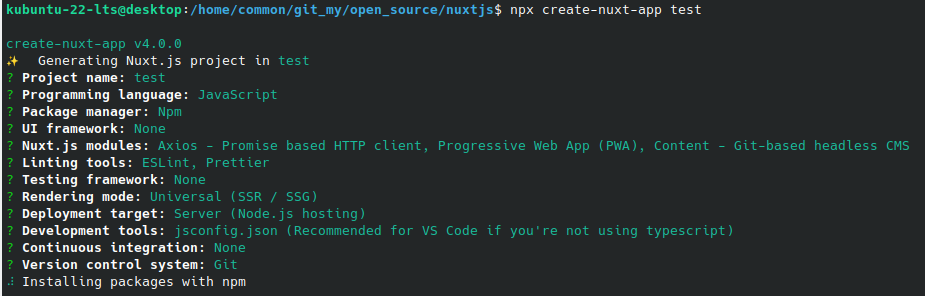 kubuntu-22-lts@desktop:/home/common/git_my/open_source/nuxtjs$ npx create-nuxt-app test
create-nuxt-app v4.0.0
✨  Generating Nuxt.js project in test
? Project name: test
? Programming language: JavaScript
? Package manager: Npm
? UI framework: None
? Nuxt.js modules: Axios - Promise based HTTP client, Progressive Web App (PWA), Content - Git-based headless CMS
? Linting tools: ESLint, Prettier
? Testing framework: None
? Rendering mode: Universal (SSR / SSG)
? Deployment target: Server (Node.js hosting)
? Development tools: jsconfig.json (Recommended for VS Code if you're not using typescript)
? Continuous integration: None
? Version control system: Git
Installing packages with npm